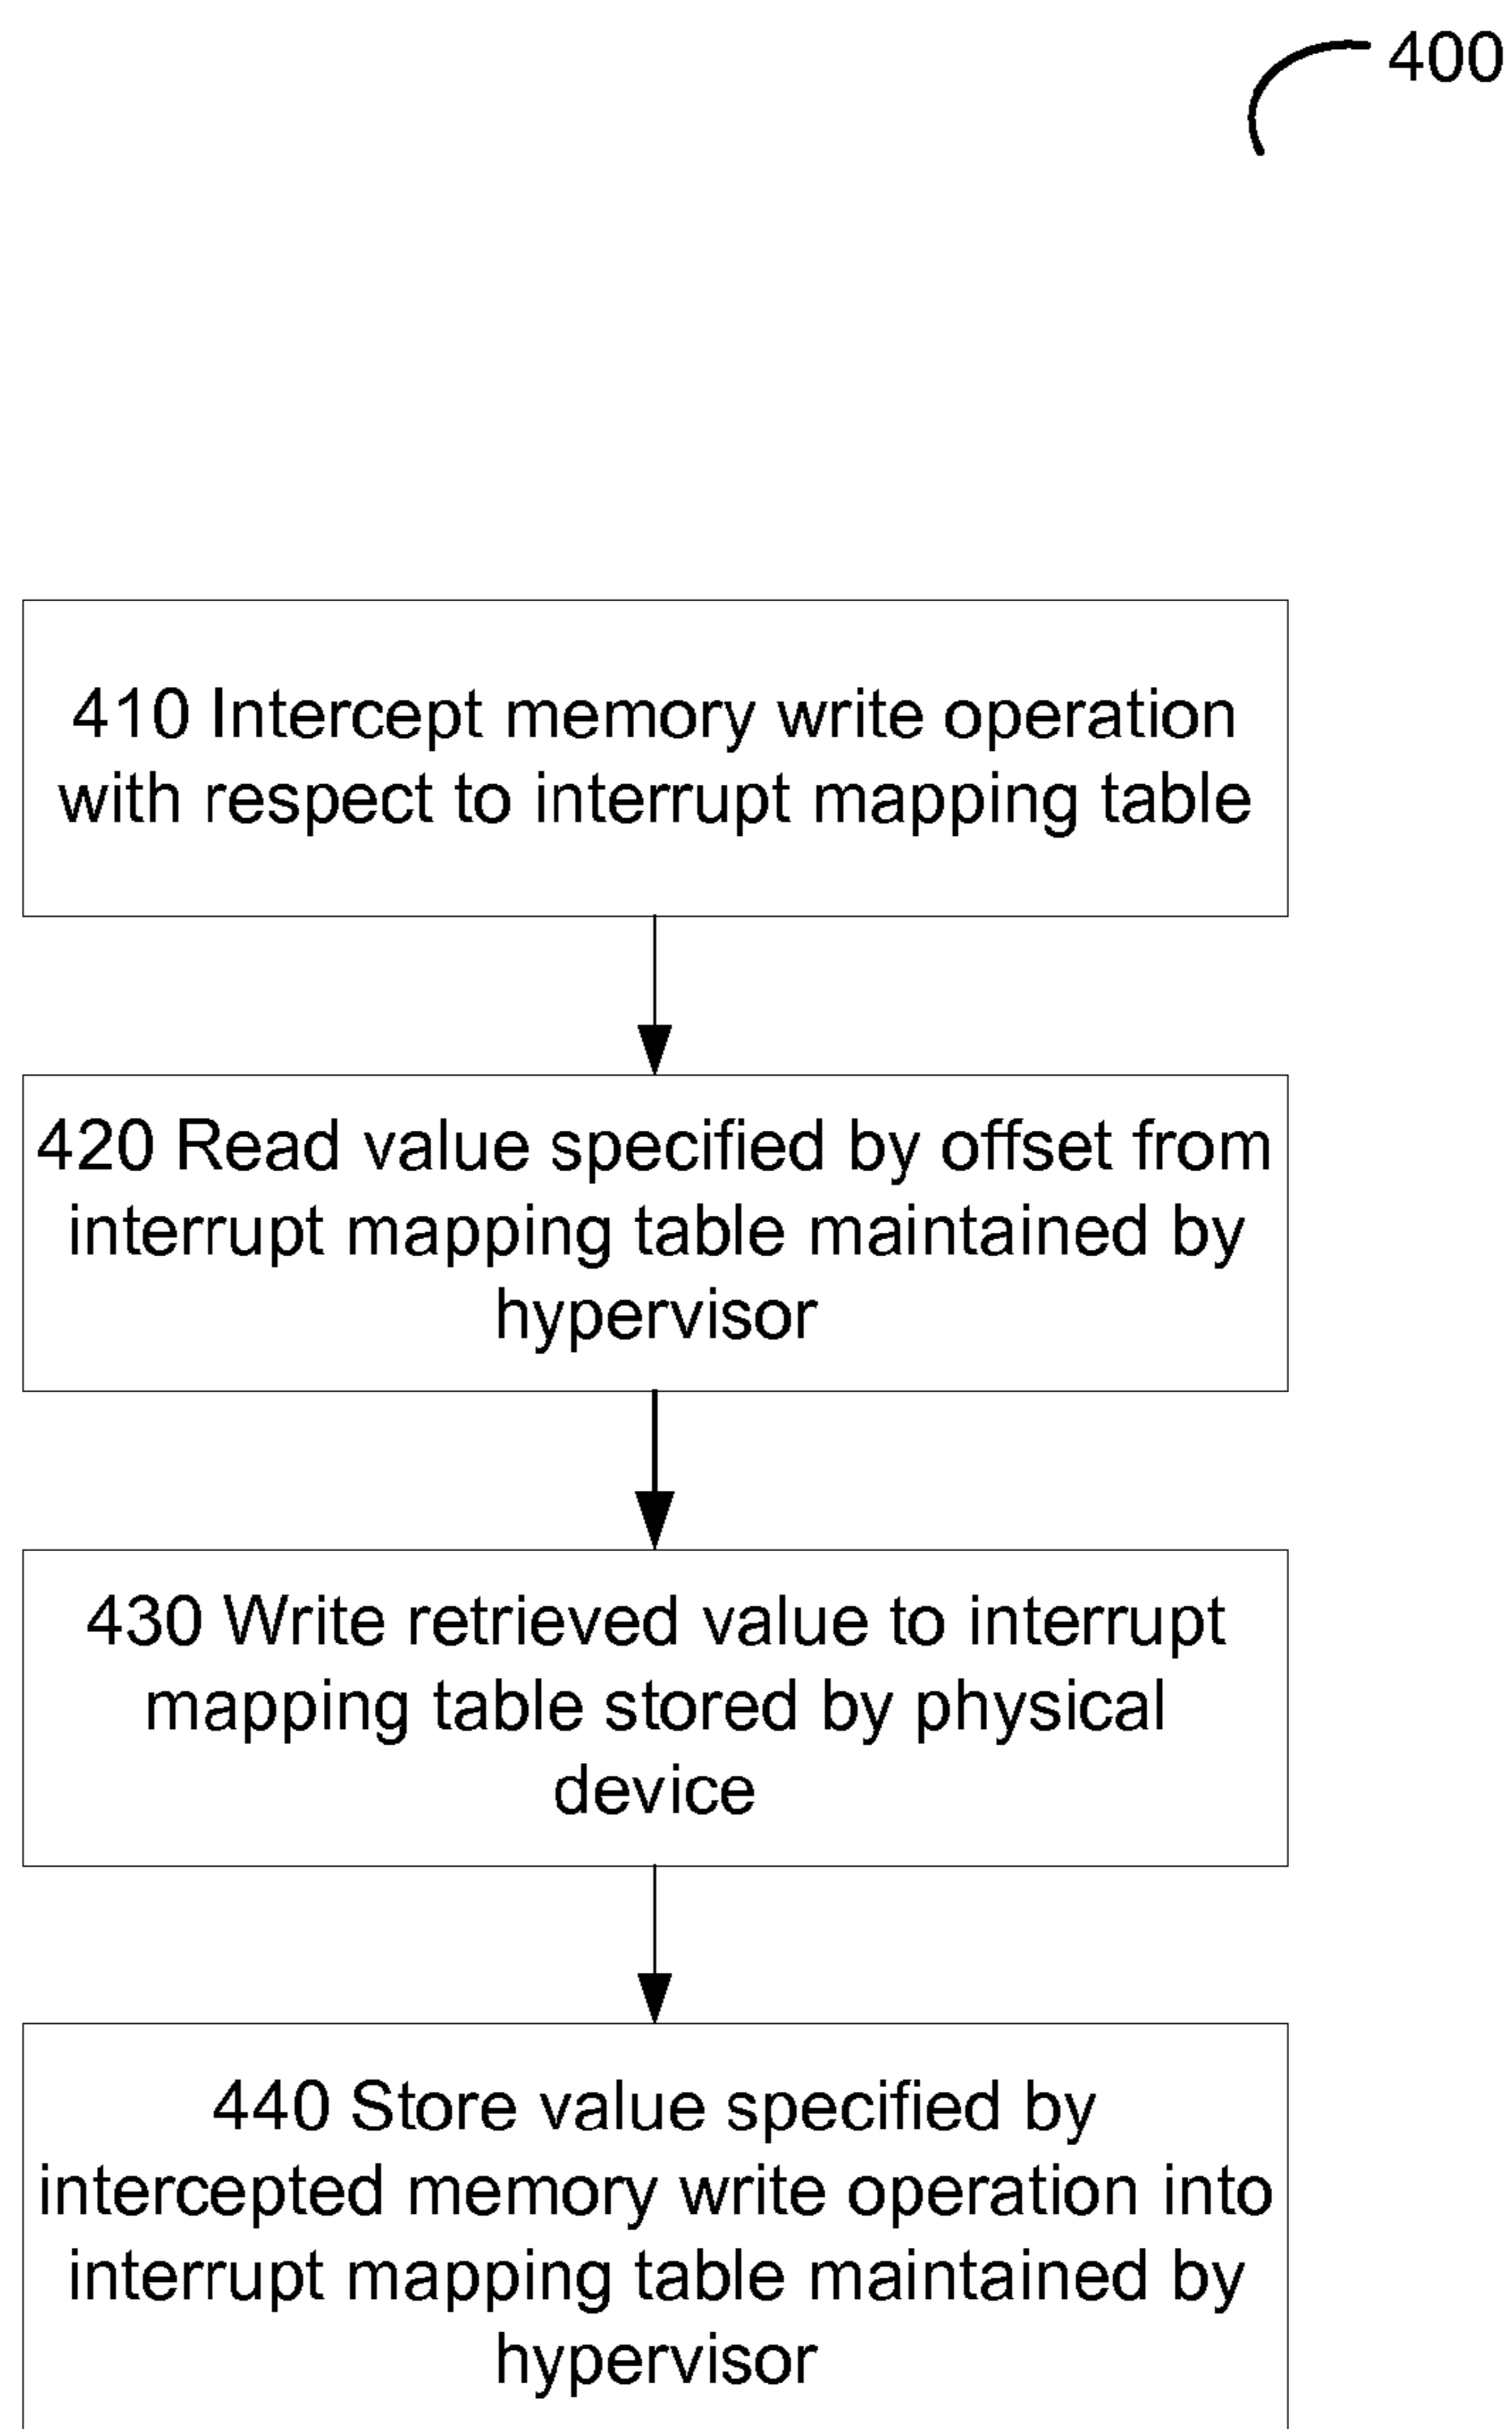 400
410 Intercept memory write operation
with respect to interrupt mapping table
420 Read value specified by offset from
interrupt mapping table maintained by
hypervisor
430 Write retrieved value to interrupt
mapping table stored by physical
device
440 Store value specified by
intercepted memory write operation into
interrupt mapping table maintained by
hypervisor